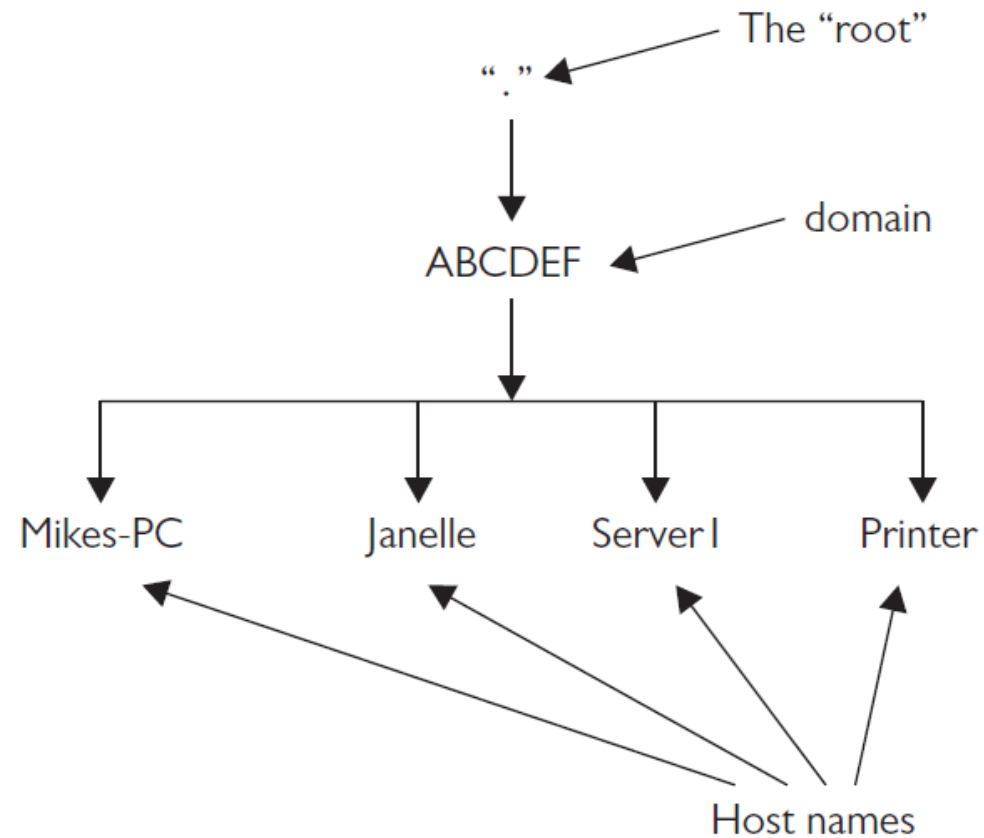 The “root”
“.”
domain
ABCDEF
Mikes-PC Janelle Server1 Printer
Host names